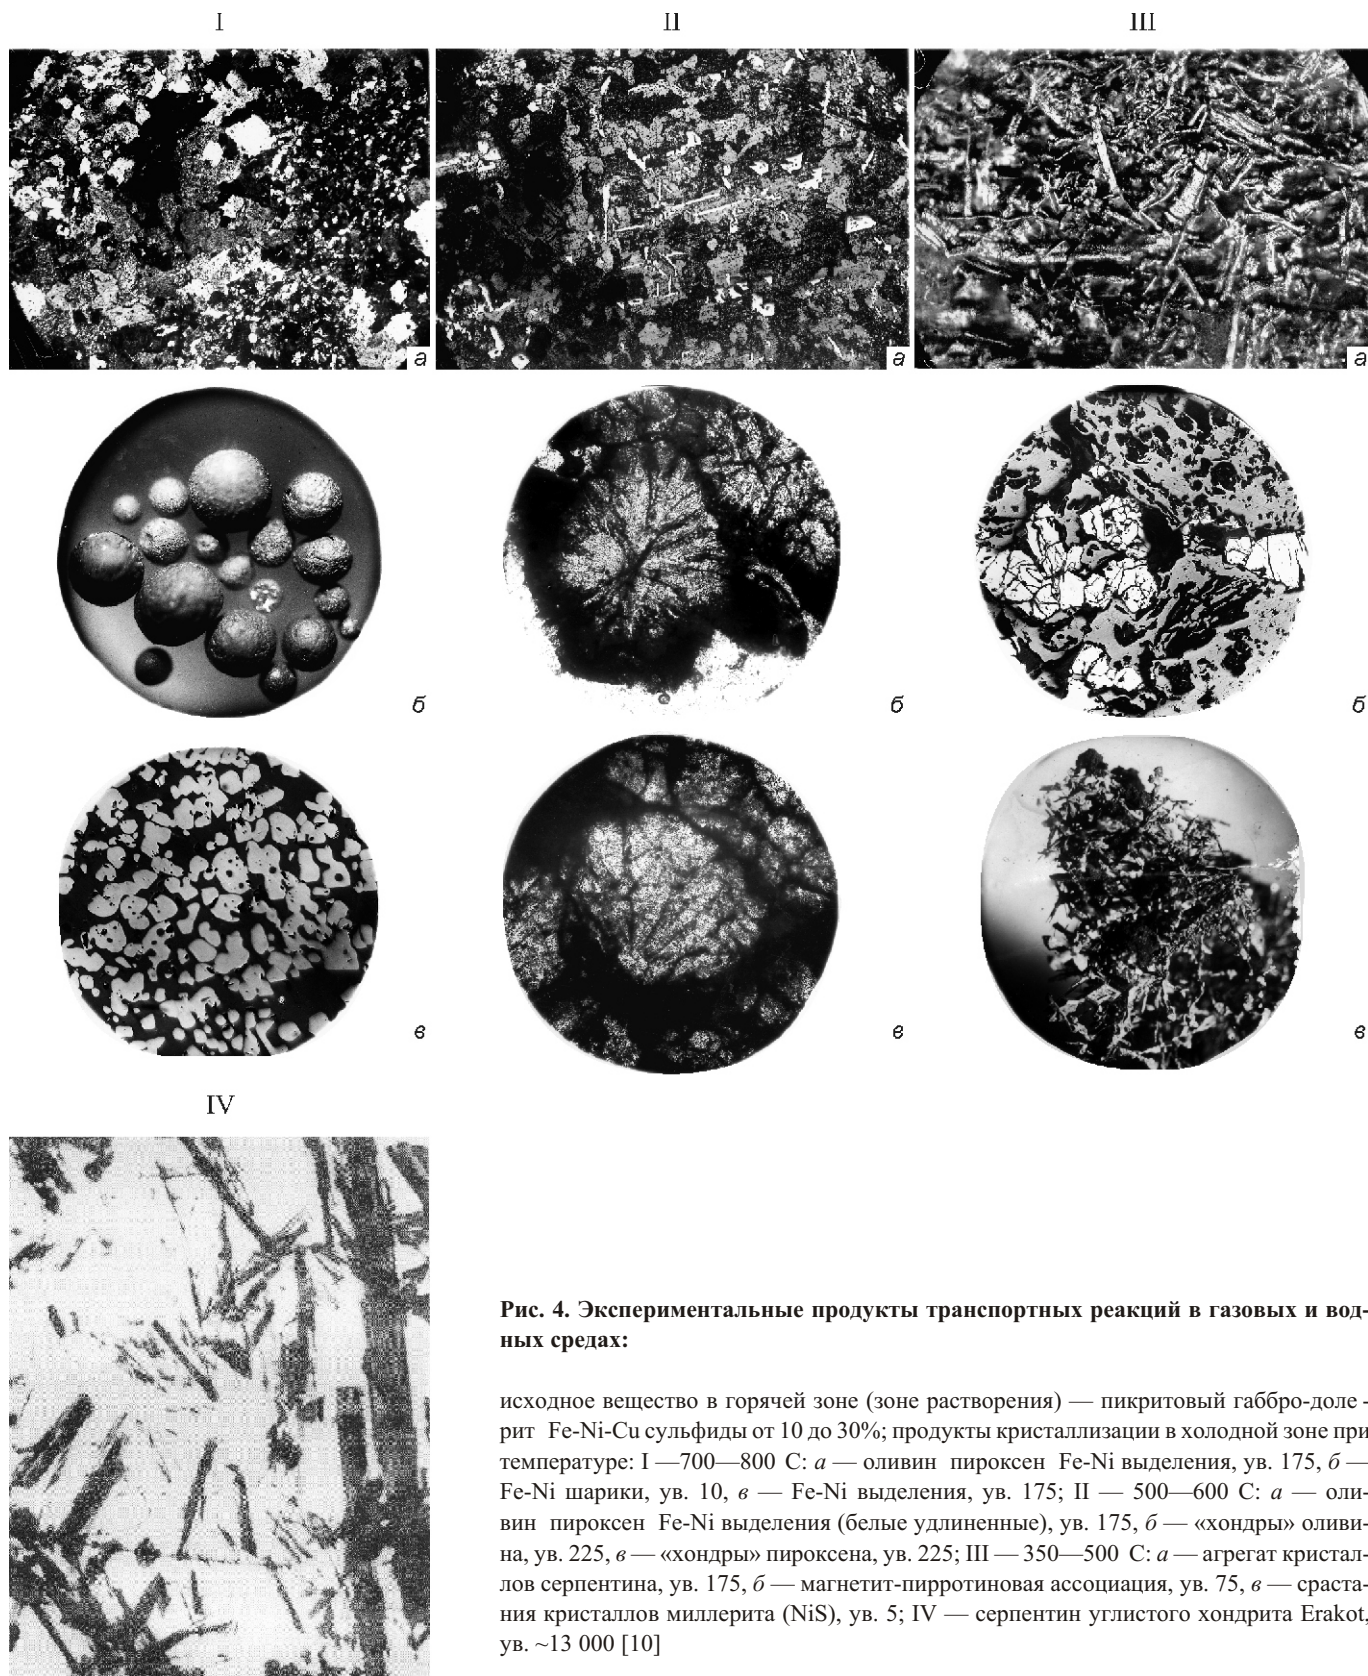 I
II
III
а
а
а
б
б
б
в
в
в
IV
Рис. 4. Экспериментальные продукты транспортных реакций в газовых и вод-
ных средах:
исходное вещество в горячей зоне (зоне растворения) — пикритовый габбро-доле -
рит Fe-Ni-Cu сульфиды от 10 до 30%; продукты кристаллизации в холодной зоне при
температуре: I —700—800 С: а — оливин пироксен Fe-Ni выделения, ув. 175, б —
Fe-Ni шарики, ув. 10, в — Fe-Ni выделения, ув. 175; II — 500—600 С: а — оли-
вин пироксен Fe-Ni выделения (белые удлиненные), ув. 175, б — «хондры» оливи-
на, ув. 225, в — «хондры» пироксена, ув. 225; III — 350—500 С: а — агрегат кристал-
лов серпентина, ув. 175, б — магнетит-пирротиновая ассоциация, ув. 75, в — сраста-
ния кристаллов миллерита (NiS), ув. 5; IV — серпентин углистого хондрита Erakot,
ув. ~13 000 [10]